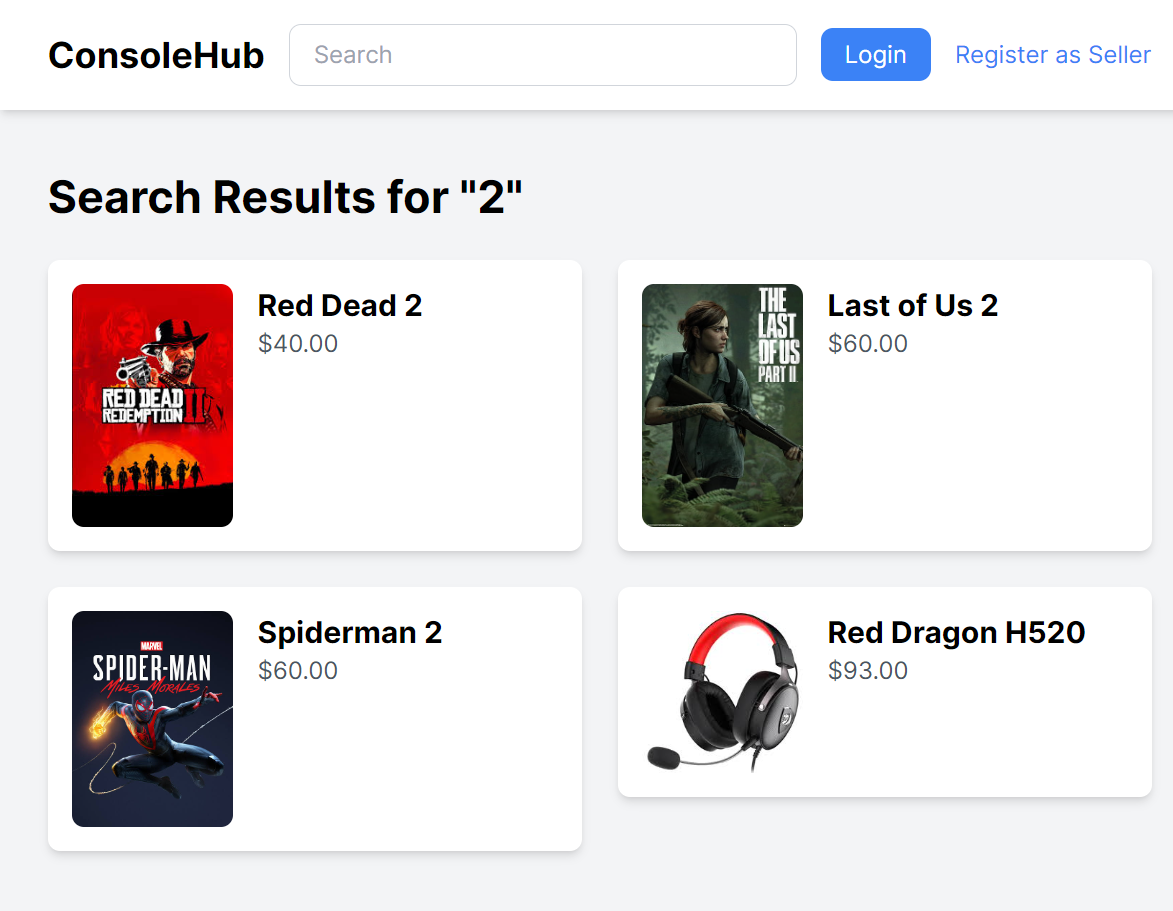 ConsoleHub
Search
Login
Register as Seller
Search Results for "2"
RED DEAD
REDEMPTION II
Red Dead 2
$40.00
THE
LAST
OF US
PART II
Last of Us 2
$60.00
MARVEL
SPIDER-MAN
MILES MORALES
Spiderman 2
$60.00
Red Dragon H520
$93.00